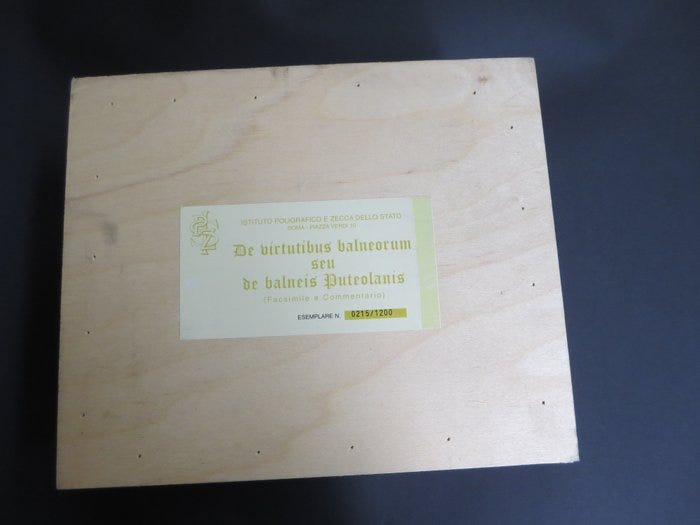 ISTITUTO POLIGRAFICO E ZECCA DELLO STATO
ROMA - PIAZZA VERDI 10
De virtutibus balneorum
seu
de balneis Puteolanis
(Facsimile e Commentario)
ESEMPLARE N. 0215/1200